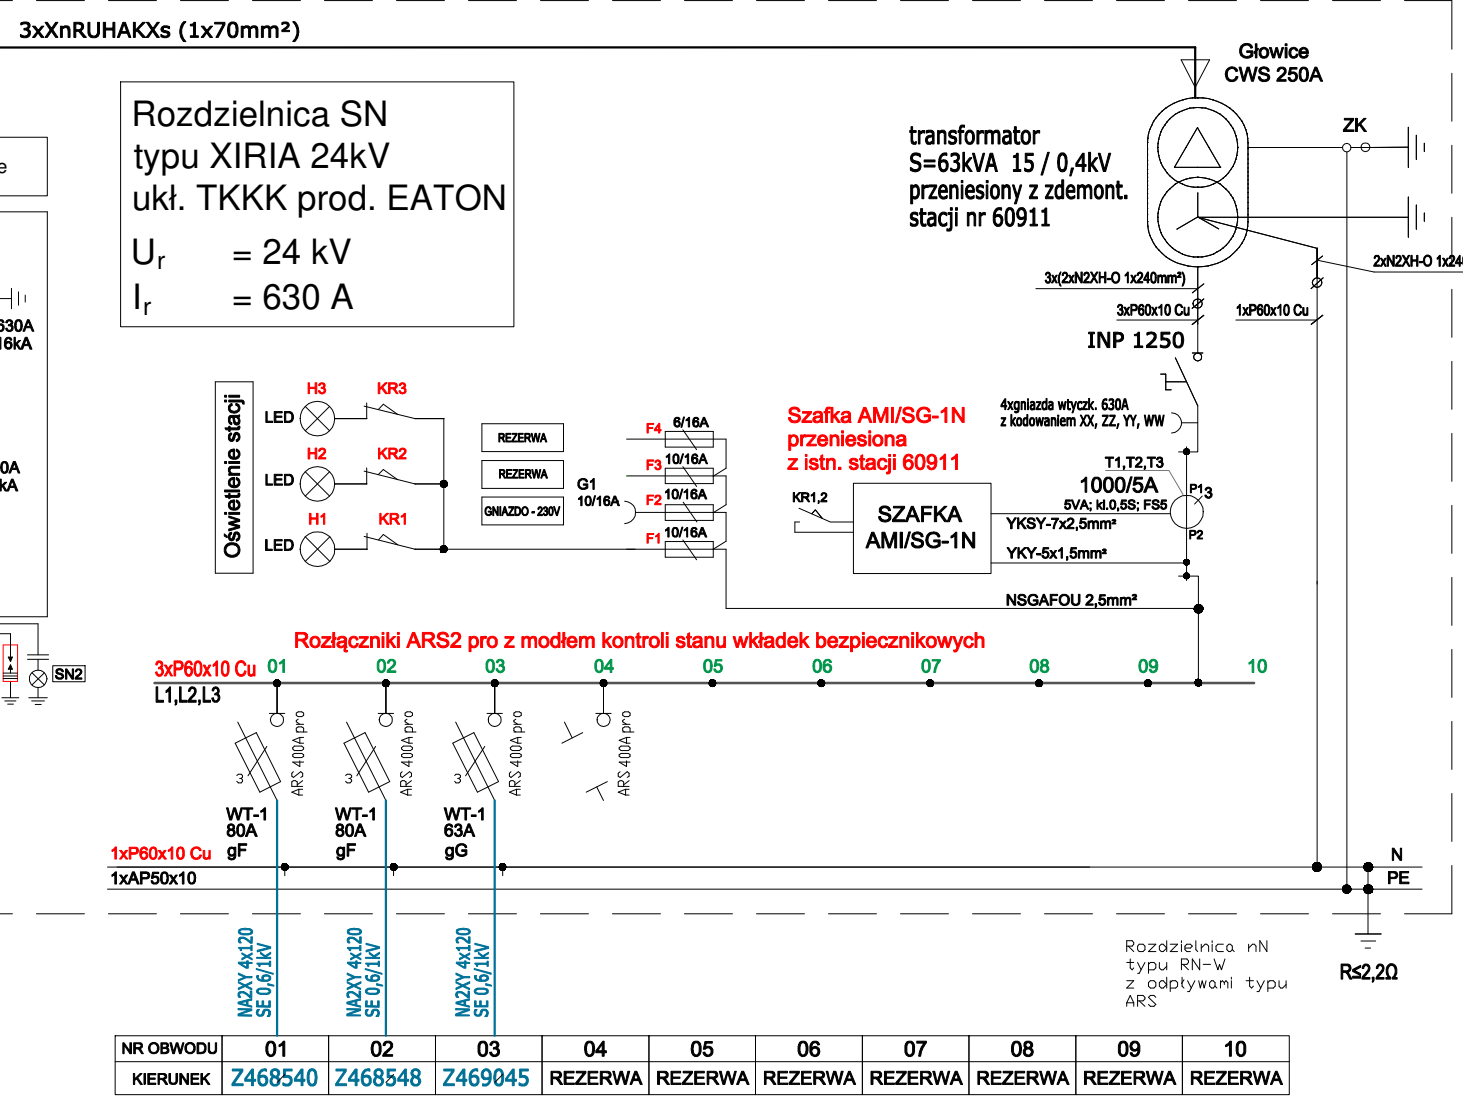 3xXnRUHAKXs (1x70mm²)
Głowice
CWS 250A
Rozdzielnica SN
typu XIRIA 24kV
ukł. TKKK prod. EATON
Ur = 24 kV
Ir = 630 A
transformator
S=63kVA 15 / 0,4kV
przeniesiony z zdemont.
stacji nr 60911
ZK
e
630A
16kA
0A
kA
SN2
3x(2xN2XH-O 1x240mm²)
2xN2XH-O 1x240
3xP60x10 Cu
1xP60x10 Cu
INP 1250
4xgniazda wtyczk. 630A
z kodowaniem XX, ZZ, YY, WW
T1,T2,T3
1000/5A
5VA; kl.0,5S; FS5
P1
3
P2
YKSY-7x2,5mm²
YKY-5x1,5mm²
NSGAFOU 2,5mm²
Szafka AMI/SG-1N
przeniesiona
z istn. stacji 60911
KR1,2
SZAFKA
AMI/SG-1N
Oświetlenie stacji
H3
KR3
LED
H2
KR2
LED
H1
KR1
LED
REZERWA
REZERWA
GNIAZDO - 230V
G1
10/16A
F4 6/16A
F3 10/16A
F2 10/16A
F1 10/16A
Rozłączniki ARS2 pro z modłem kontroli stanu wkładek bezpiecznikowych
3xP60x10 Cu
L1,L2,L3
01 02 03 04 05 06 07 08 09 10
ARS 400A pro
ARS 400A pro
ARS 400A pro
ARS 400A pro
3
3
3
WT-1
80A
gF
WT-1
80A
gF
WT-1
63A
gG
1xP60x10 Cu
1xAP50x10
N
PE
NA2XY 4x120
SE 0,6/1kV
NA2XY 4x120
SE 0,6/1kV
NA2XY 4x120
SE 0,6/1kV
Rozdzielnica nN
typu RN-W
z odpływami typu
ARS
R≤2,2Ω
NR OBWODU 01 02 03 04 05 06 07 08 09 10
KIERUNEK Z468540 Z468548 Z469045 REZERWA REZERWA REZERWA REZERWA REZERWA REZERWA REZERWA